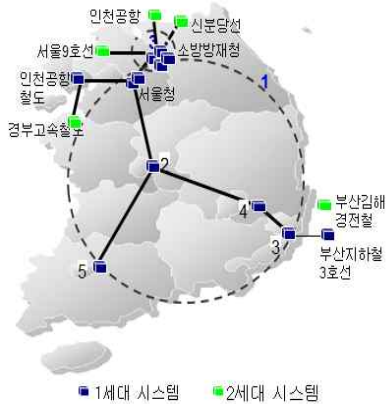 인천공항
신분당선
서울9호선
소방방재청
인천공항
철도
서울청
1
경부고속철도
2
부산김해
경전철
4'
3
5
부산지하철
3호선
1세대 시스템
2세대 시스템